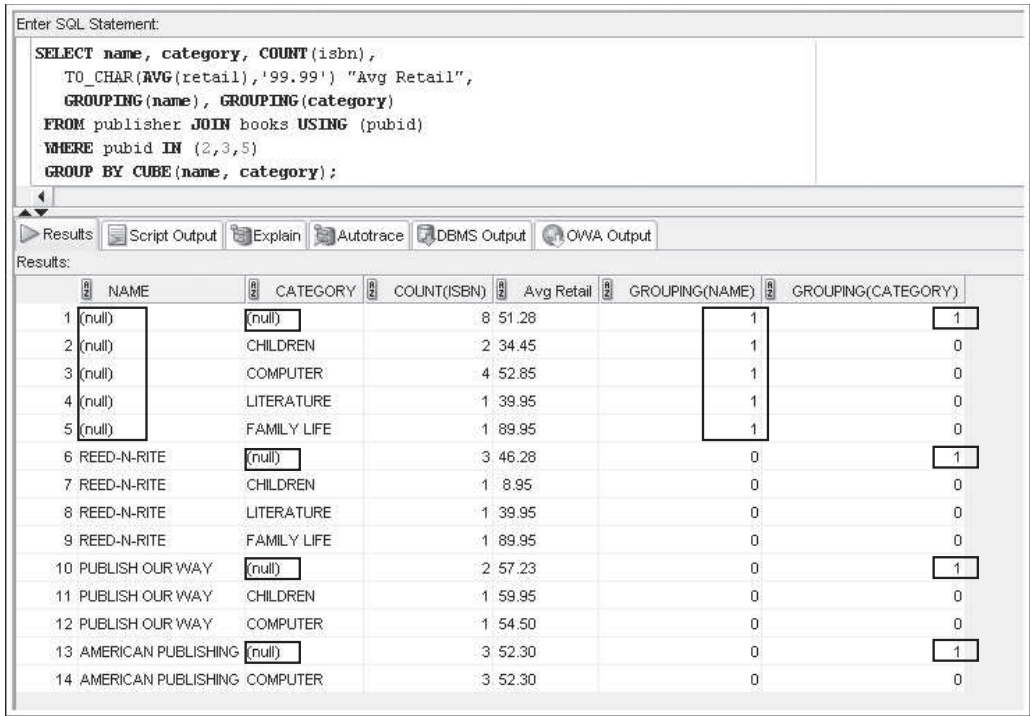 Enter SQL Statement:
SELECT name, category, COUNT(isbn),
TO_CHAR(AVG(retail),'99.99') "Avg Retail",
GROUPING(name), GROUPING(category)
FROM publisher JOIN books USING (pubid)
WHERE pubid IN (2,3,5)
GROUP BY CUBE(name, category);
Results Script Output Explain Autotrace DBMS Output OWA Output
Results:
NAME CATEGORY COUNT(ISBN) Avg Retail GROUPING(NAME) GROUPING(CATEGORY)
1 (null) (null) 8 51.28 1 1
2 (null) CHILDREN 2 34.45 1 0
3 (null) COMPUTER 4 52.85 1 0
4 (null) LITERATURE 1 39.95 1 0
5 (null) FAMILY LIFE 1 89.95 1 0
6 REED-N-RITE (null) 3 46.28 0 1
7 REED-N-RITE CHILDREN 1 8.95 0 0
8 REED-N-RITE LITERATURE 1 39.95 0 0
9 REED-N-RITE FAMILY LIFE 1 89.95 0 0
10 PUBLISH OUR WAY (null) 2 57.23 0 1
11 PUBLISH OUR WAY CHILDREN 1 59.95 0 0
12 PUBLISH OUR WAY COMPUTER 1 54.50 0 0
13 AMERICAN PUBLISHING (null) 3 52.30 0 1
14 AMERICAN PUBLISHING COMPUTER 3 52.30 0 0